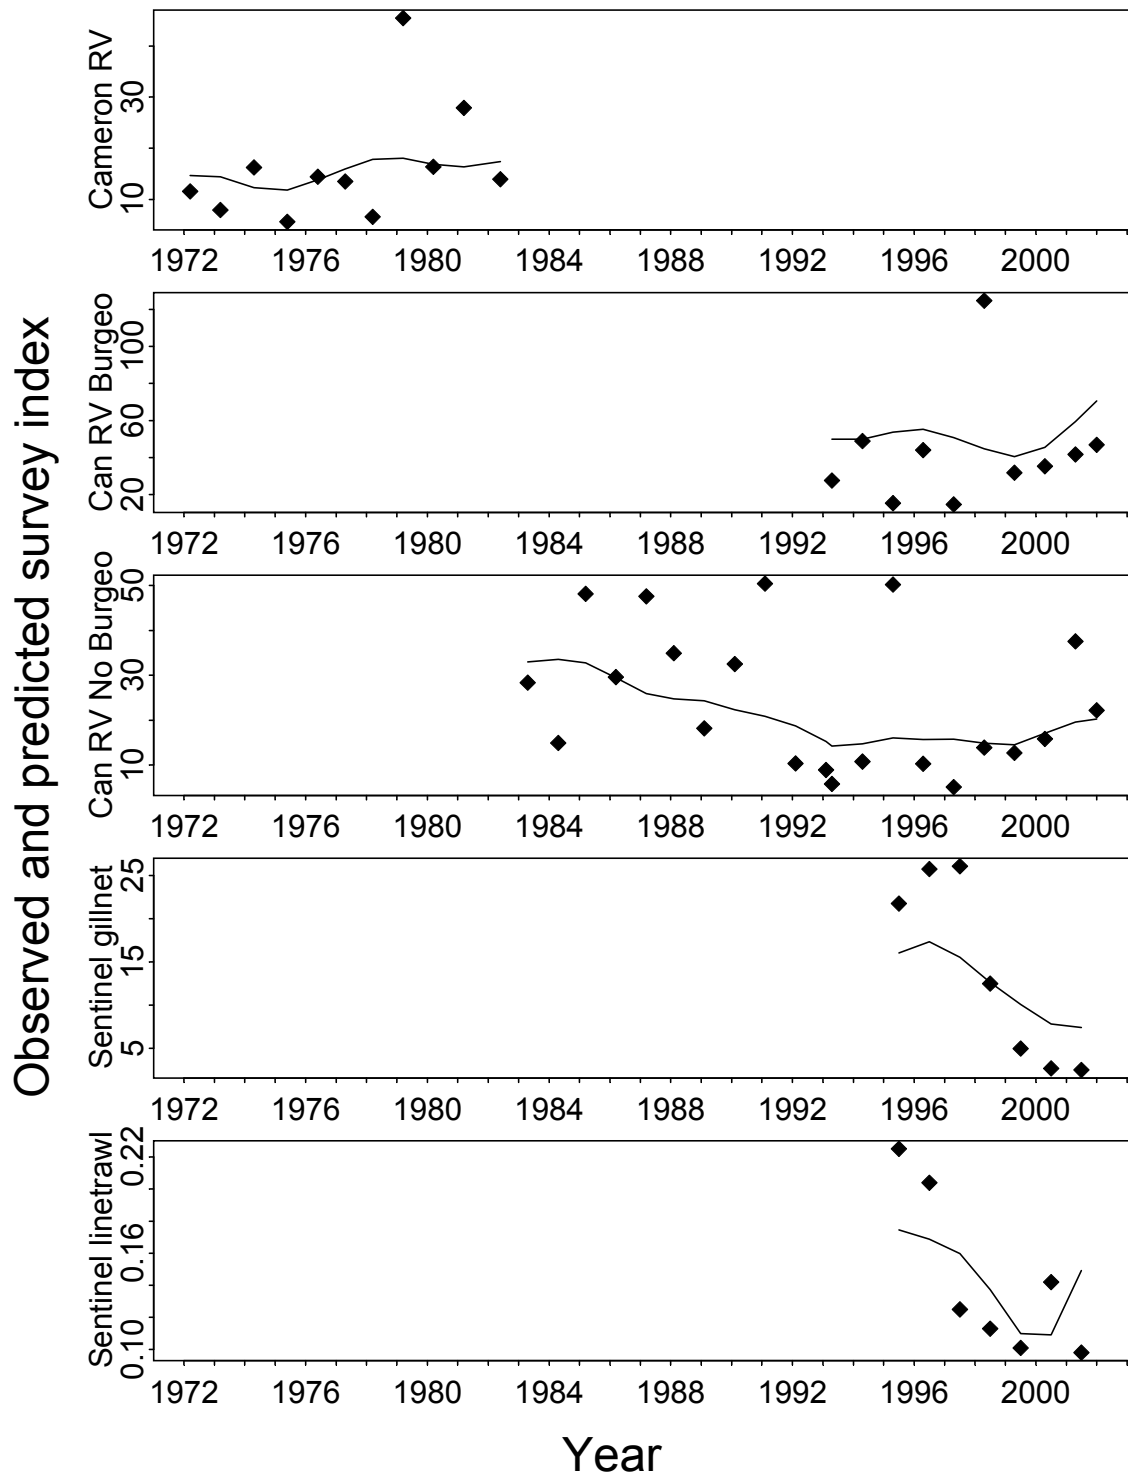 Observed and predicted survey index
Cameron RV
30
10
1972 1976 1980 1984 1988 1992 1996 2000
Can RV Burgeo
100
60
20
1972 1976 1980 1984 1988 1992 1996 2000
Can RV No Burgeo
50
30
10
1972 1976 1980 1984 1988 1992 1996 2000
Sentinel gillnet
25
15
5
1972 1976 1980 1984 1988 1992 1996 2000
Sentinel linetrawl
0.22
0.16
0.10
1972 1976 1980 1984 1988 1992 1996 2000
Year